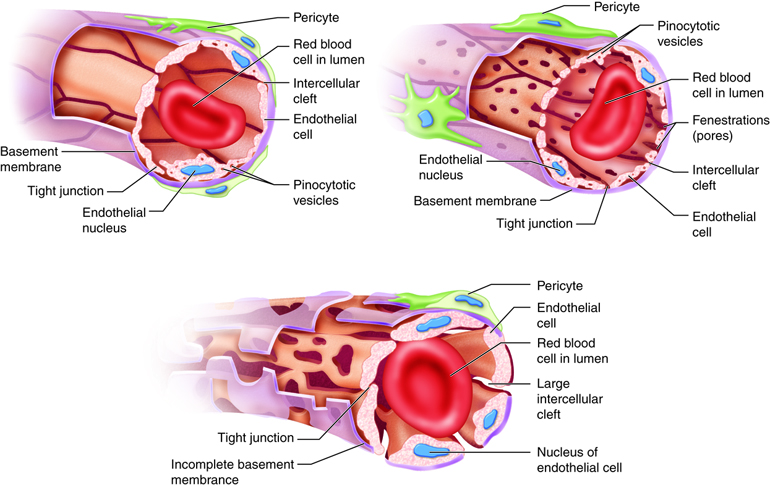 Pericyte
Red blood
cell in lumen
Intercellular
cleft
Endothelial
cell
Basement
membrane
Tight junction
Endothelial
nucleus
Pinocytotic
vesicles
Pericyte
Pinocytotic
vesicles
Red blood
cell in lumen
Fenestrations
(pores)
Endothelial
nucleus
Intercellular
cleft
Basement membrane
Tight junction
Endothelial
cell
Pericyte
Endothelial
cell
Red blood
cell in lumen
Large
intercellular
cleft
Tight junction
Incomplete basement
membrance
Nucleus of
endothelial cell